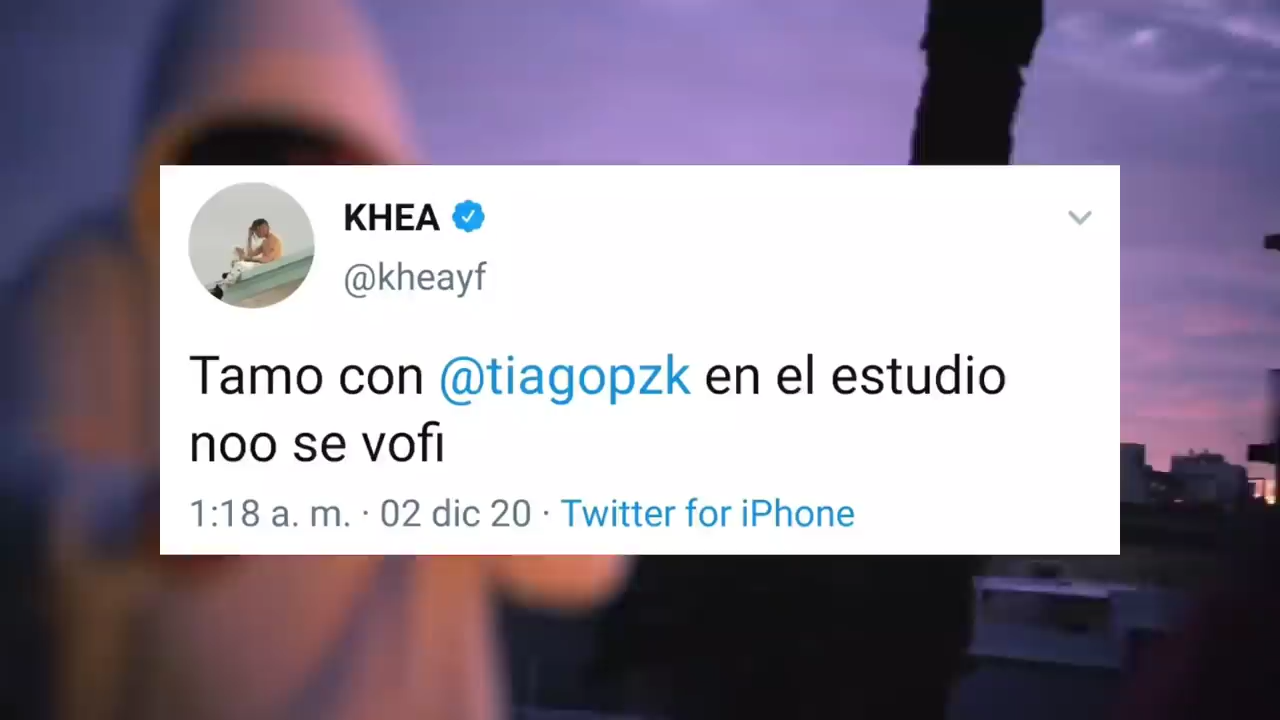 KHEA
@kheayf
Tamo con @tiagopzk en el estudio
noo se vofi
1:18 a. m. · 02 dic 20 · Twitter for iPhone